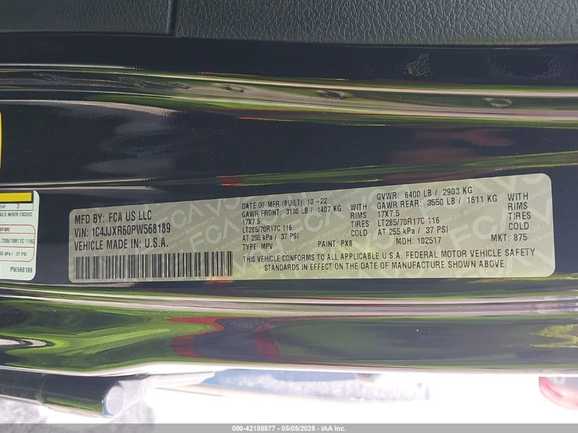 MFD BY: FCA US LLC
DATE OF MFR (BUILT) 10-22
GVWR: 6400 LB / 2903 KG
VIN: 1C4JJXR60PW568189
GAWR FRONT: 3100 LB / 1407 KG WITH
GAWR REAR: 3550 LB / 1611 KG WITH
VEHICLE MADE IN: U.S.A.
17X7.5 RIMS
17X7.5 RIMS
LT285/70R17C 116 TIRES
LT285/70R17C 116 TIRES
AT 255 kPa / 37 PSI COLD
AT 255 kPa / 37 PSI COLD
TYPE: MPV
PAINT: PX8
MDH: 102517
MKT: 875
THIS VEHICLE CONFORMS TO ALL APPLICABLE U.S.A. FEDERAL MOTOR VEHICLE SAFETY
STANDARDS IN EFFECT ON THE DATE OF MANUFACTURE SHOWN ABOVE
PW568189
000-42158877 - 05/05/2025 - IAA Inc.